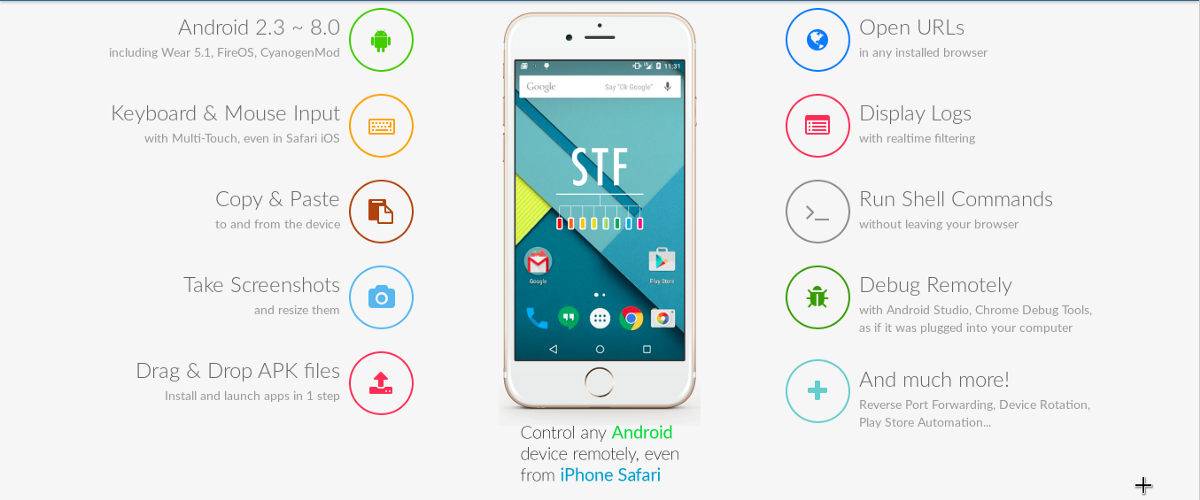 Android 2.3 ~ 8.0
including Wear 5.1, FireOS, CyanogenMod
Keyboard & Mouse Input
with Multi-Touch, even in Safari iOS
Copy & Paste
to and from the device
Take Screenshots
and resize them
Drag & Drop APK files
Install and launch apps in 1 step
11:31
Google
Say "Ok Google"
STF
Google
Play Store
Control any Android
device remotely, even
from iPhone Safari
Open URLs
in any installed browser
Display Logs
with realtime filtering
Run Shell Commands
without leaving your browser
Debug Remotely
with Android Studio, Chrome Debug Tools,
as if it was plugged into your computer
And much more!
Reverse Port Forwarding, Device Rotation,
Play Store Automation...